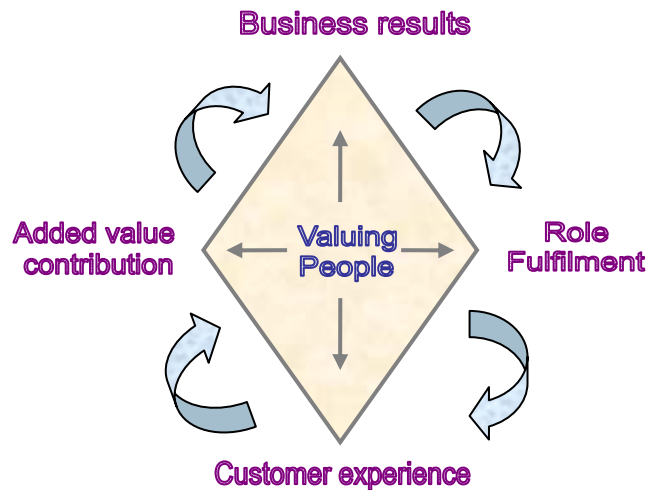 Business results
Added value
contribution
Valuing
People
Role
Fulfilment
Customer experience